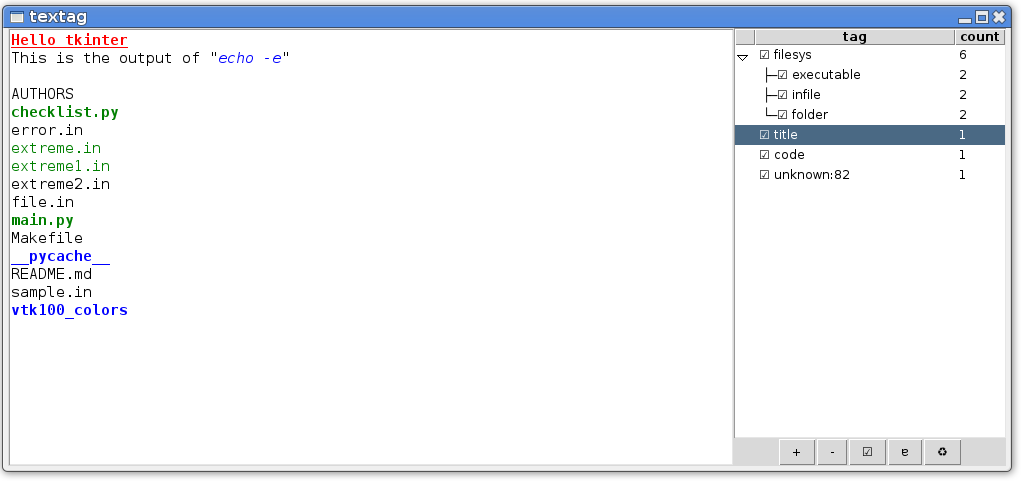 textag
Hello tkinter
This is the output of "echo -e"
AUTHORS
checklist.py
error.in
extreme.in
extreme1.in
extreme2.in
file.in
main.py
Makefile
__pycache__
README.md
sample.in
vtk100_colors
tag count
☑ filesys 6
├─☑ executable 2
├─☑ infile 2
└─☑ folder 2
☑ title 1
☑ code 1
☑ unknown:82 1
+ - ☑ ɐ ♻